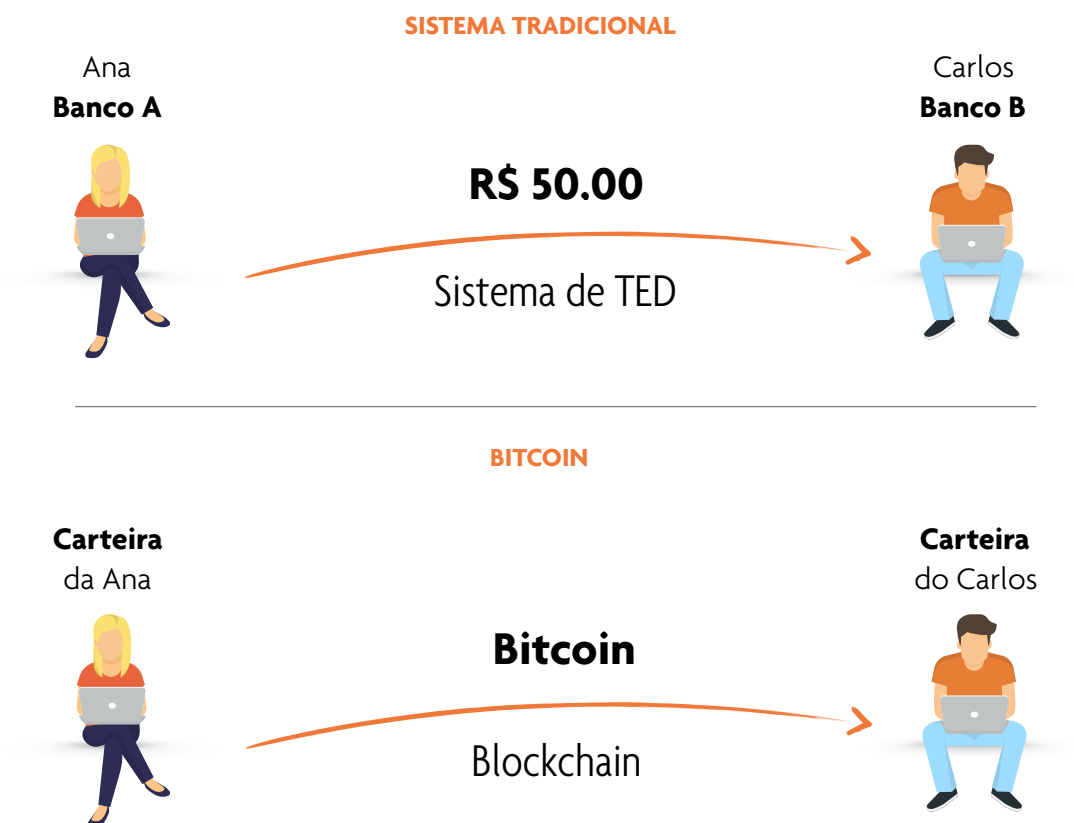 SISTEMA TRADICIONAL
Ana
Banco A
Carlos
Banco B
R$ 50,00
Sistema de TED
BITCOIN
Carteira
da Ana
Carteira
do Carlos
Bitcoin
Blockchain